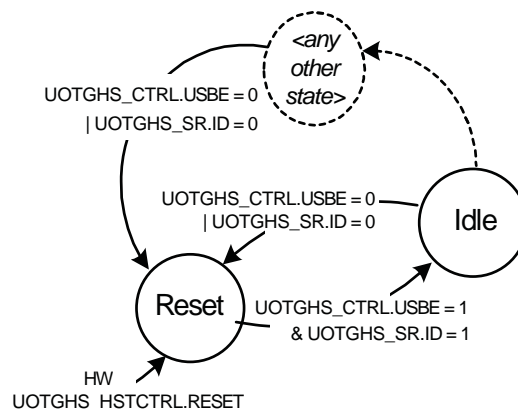 <any
other
state>
UOTGHS_CTRL.USBE = 0
| UOTGHS_SR.ID = 0
UOTGHS_CTRL.USBE = 0
| UOTGHS_SR.ID = 0
Idle
Reset
UOTGHS_CTRL.USBE = 1
& UOTGHS_SR.ID = 1
HW
UOTGHS_HSTCTRL.RESET